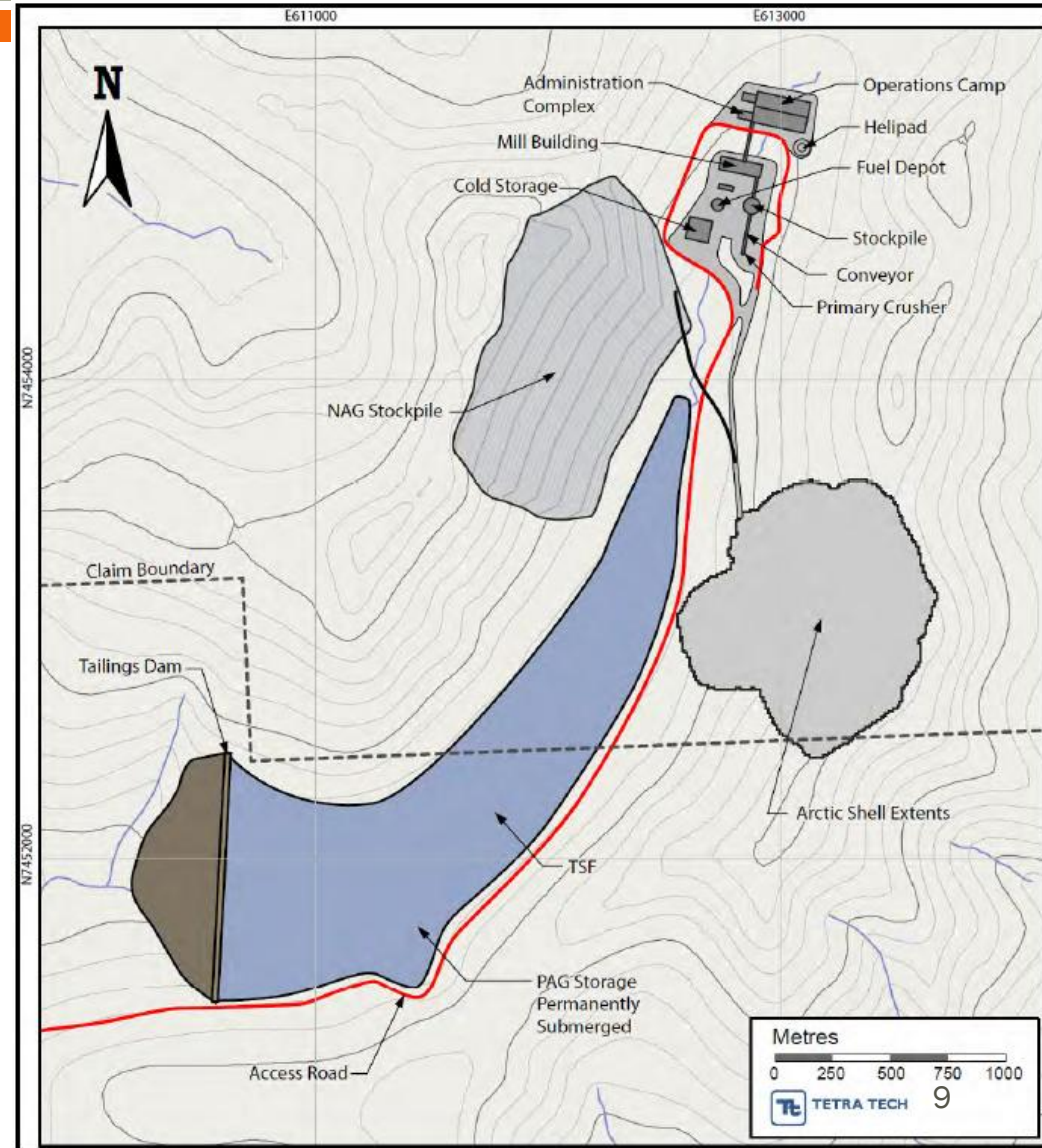 E611000
E613000
N
Administration
Complex
Operations Camp
Helipad
Mill Building
Fuel Depot
Cold Storage
Stockpile
Conveyor
Primary Crusher
N7454000
NAG Stockpile
Claim Boundary
Tailings Dam
Arctic Shell Extents
N7452000
TSF
PAG Storage
Permanently
Submerged
Access Road
Metres
0 250 500 750 1000
Tt TETRA TECH 9